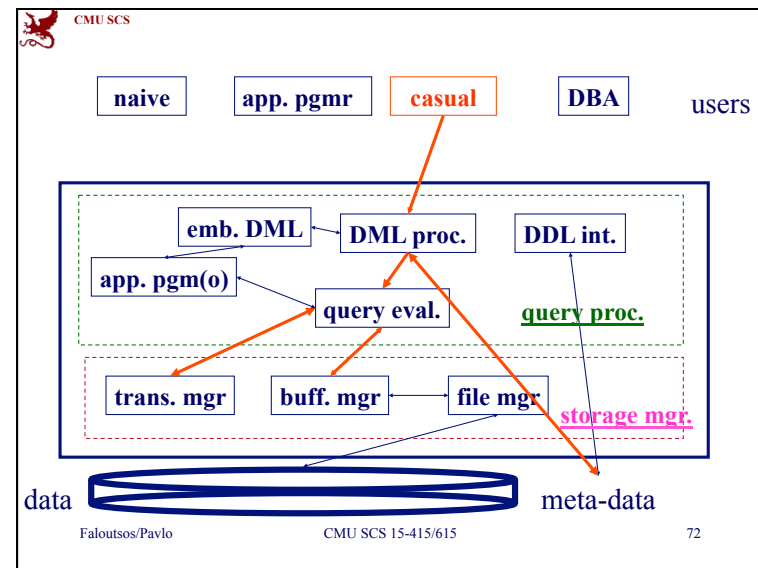 CMU SCS
naive
app. pgmr
casual
DBA
users
emb. DML
DML proc.
DDL int.
app. pgm(o)
query eval.
query proc.
trans. mgr
buff. mgr
file mgr
storage mgr.
data
meta-data
Faloutsos/Pavlo
CMU SCS 15-415/615
72